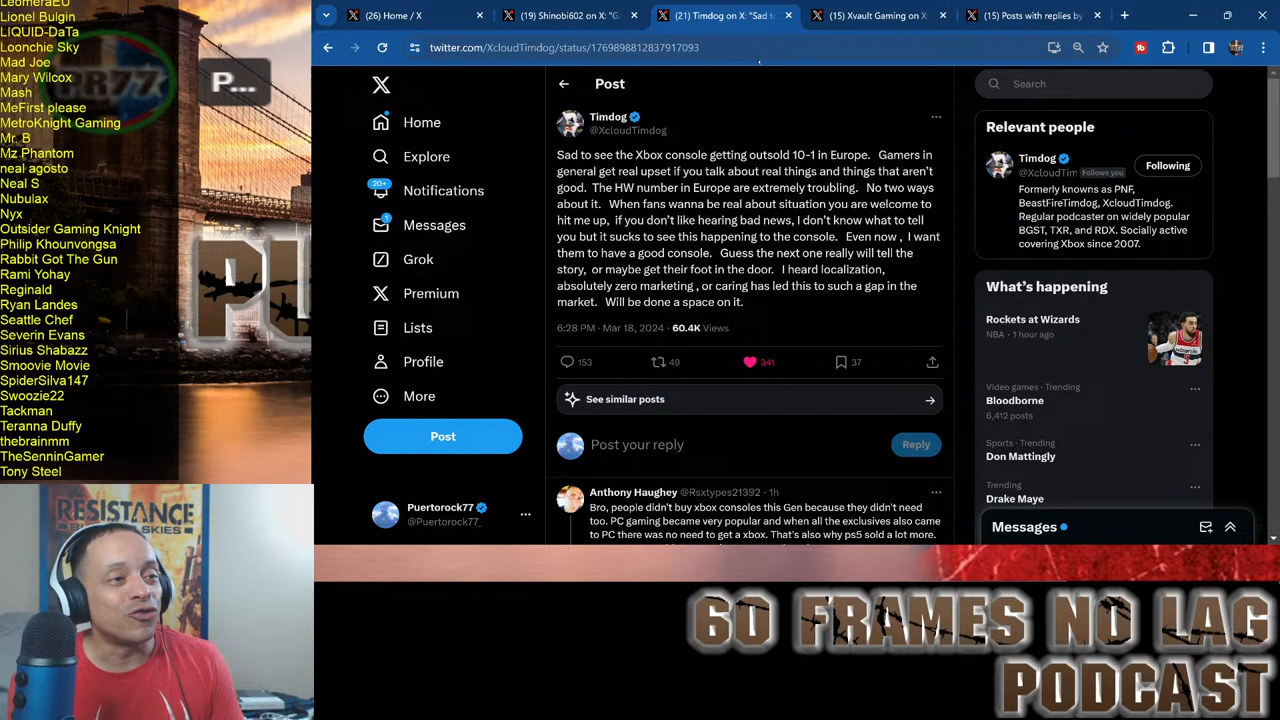 LeomeraEU
Lionel Bulgin
LIQUID-DaTa
Loonchie Sky
Mad Joe
Mary Wilcox
Mash
MeFirst please
MetroKnight Gaming
Mr. B
Mz Phantom
neal agosto
Neal S
Nubulax
Nyx
Outsider Gaming Knight
Philip Khounvongsa
Rabbit Got The Gun
Rami Yohay
Reginald
Ryan Landes
Seattle Chef
Severin Evans
Sirius Shabazz
Smoovie Movie
SpiderSilva147
Swoozie22
Tackman
Teranna Duffy
thebrainmm
TheSenninGamer
Tony Steel
P...
RESISTANCE
(26) Home / X
(19) Shinobi602 on X: "G
(21) Timdog on X: "Sad t
(15) Xvault Gaming on X
(15) Posts with replies by
twitter.com/XcloudTimdog/status/1769898812837917093
Home
Explore
20+
Notifications
1
Messages
Grok
Premium
Lists
Profile
More
Post
Puertorock77
@Puertorock77_
Post
Timdog
@XcloudTimdog
Sad to see the Xbox console getting outsold 10-1 in Europe. Gamers in
general get real upset if you talk about real things and things that aren't
good. The HW number in Europe are extremely troubling. No two ways
about it. When fans wanna be real about situation you are welcome to
hit me up, if you don't like hearing bad news, I don't know what to tell
you but it sucks to see this happening to the console. Even now , I want
them to have a good console. Guess the next one really will tell the
story, or maybe get their foot in the door. I heard localization,
absolutely zero marketing , or caring has led this to such a gap in the
market. Will be done a space on it.
6:28 PM · Mar 18, 2024 · 60.4K Views
153
49
341
37
See similar posts
Post your reply
Reply
Anthony Haughey @Rsxtypes21392 · 1h
Bro, people didn't buy xbox consoles this Gen because they didn't need
too. PC gaming became very popular and when all the exclusives also came
to PC there was no need to get a xbox. That's also why ps5 sold a lot more.
Search
Relevant people
Timdog
@XcloudTim Follows you
Following
Formerly known as PNF,
BeastFireTimdog, XcloudTimdog.
Regular podcaster on widely popular
BGST, TXR, and RDX. Socially active
covering Xbox since 2007.
What's happening
Rockets at Wizards
NBA · 1 hour ago
Video games · Trending
Bloodborne
6,412 posts
Sports · Trending
Don Mattingly
Trending
Drake Maye
Messages
60 FRAMES NO LAG
PODCAST